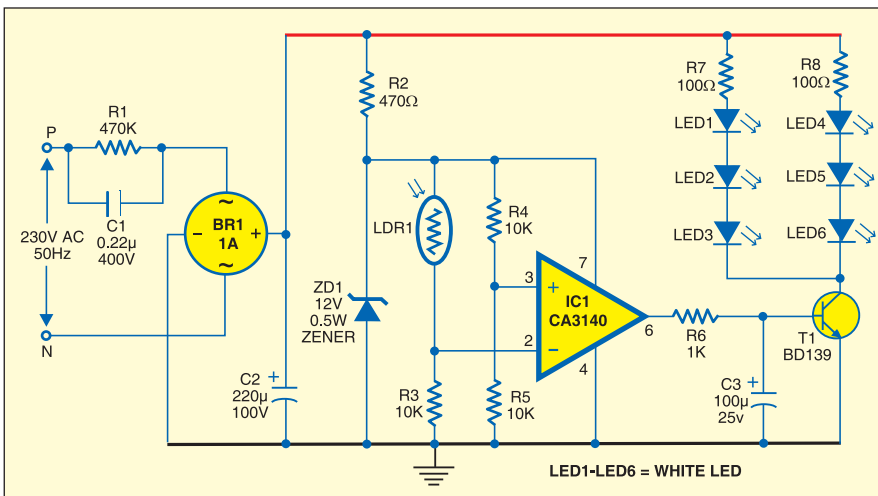 P
R1
470K
C1
0.22µ
400V
230V AC
50Hz
N
~
BR1
− +
1A
~
C2
+
220µ
100V
R2
470Ω
ZD1
12V
0.5W
ZENER
LDR1
R3
10K
R4
10K
R5
10K
3
+
2
−
7
IC1
CA3140
6
4
R6
1K
C3
+
100µ
25v
R7
100Ω
LED1
LED2
LED3
R8
100Ω
LED4
LED5
LED6
T1
BD139
LED1-LED6 = WHITE LED